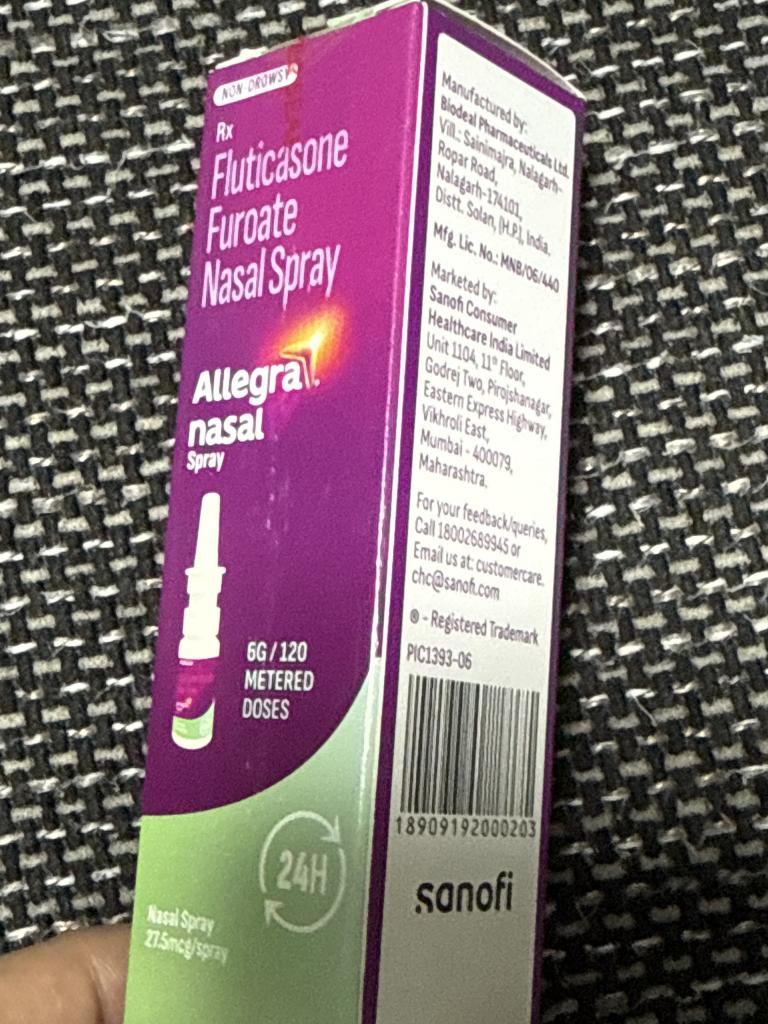 NON-DROWSY
Rx
Fluticasone
Furoate
Nasal Spray
Allegra
nasal
Spray
6G / 120
METERED
DOSES
24H
Nasal Spray
27.5mcg/spray
Manufactured by:
Biodeal Pharmaceuticals Ltd.
Vill.: Sainimajra, Nalagarh-
Ropar Road,
Nalagarh-174101,
Distt. Solan, (H.P.), India.
Mfg. Lic. No.: MNB/06/440
Marketed by:
Sanofi Consumer
Healthcare India Limited
Unit 1104, 11th Floor,
Godrej Two, Pirojshanagar,
Eastern Express Highway,
Vikhroli East,
Mumbai - 400079,
Maharashtra.
For your feedback/queries,
Call 18002689945 or
Email us at: customercare.
chc@sanofi.com
® - Registered Trademark
PIC1393-06
18909192000203
sanofi